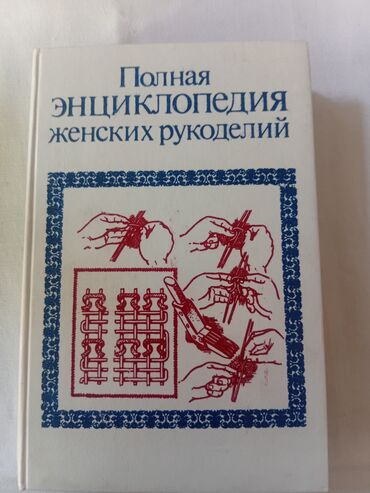 Полная
ЭНЦИКЛОПЕДИЯ
женских рукоделий